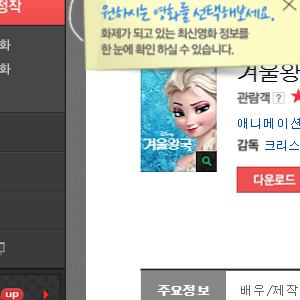 정작
원하시는 영화를 선택해보세요.
화제가 되고 있는 최신영화 정보를
한 눈에 확인 하실 수 있습니다.
화
화
겨울왕
관람객 ?
애니메이션
감독 크리스
Disney
겨울왕국
다운로드
up
주요정보
배우/제작